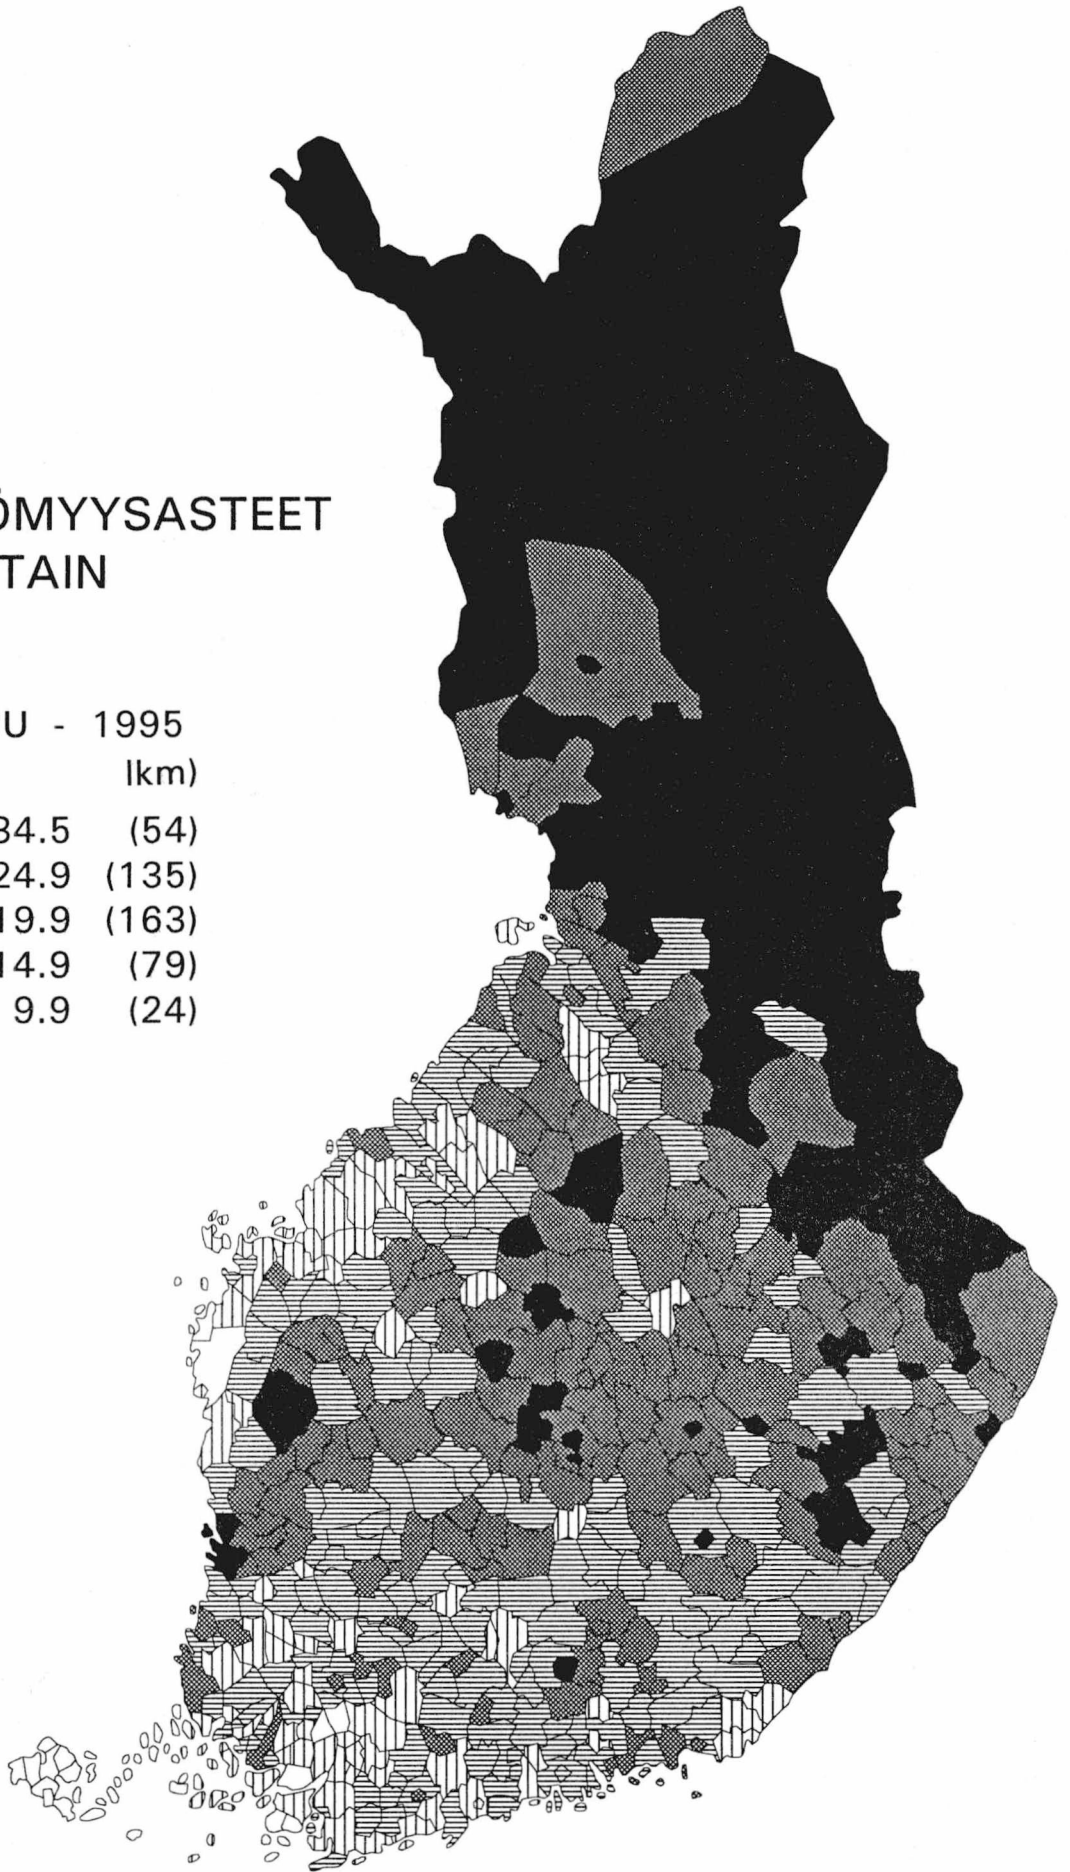 ÖMYYSASTEET
TAIN
U - 1995
lkm)
34.5 (54)
24.9 (135)
19.9 (163)
14.9 (79)
9.9 (24)